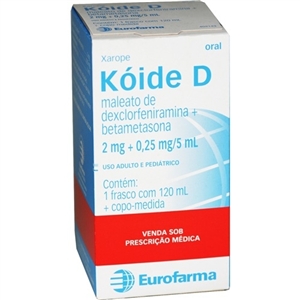 oral
Xarope
Kóide D
maleato de
dexclorfeniramina +
betametasona
2 mg + 0,25 mg/5 mL
USO ADULTO E PEDIÁTRICO
Contém:
1 frasco com 120 mL
+ copo-medida
VENDA SOB
PRESCRIÇÃO MÉDICA
Eurofarma